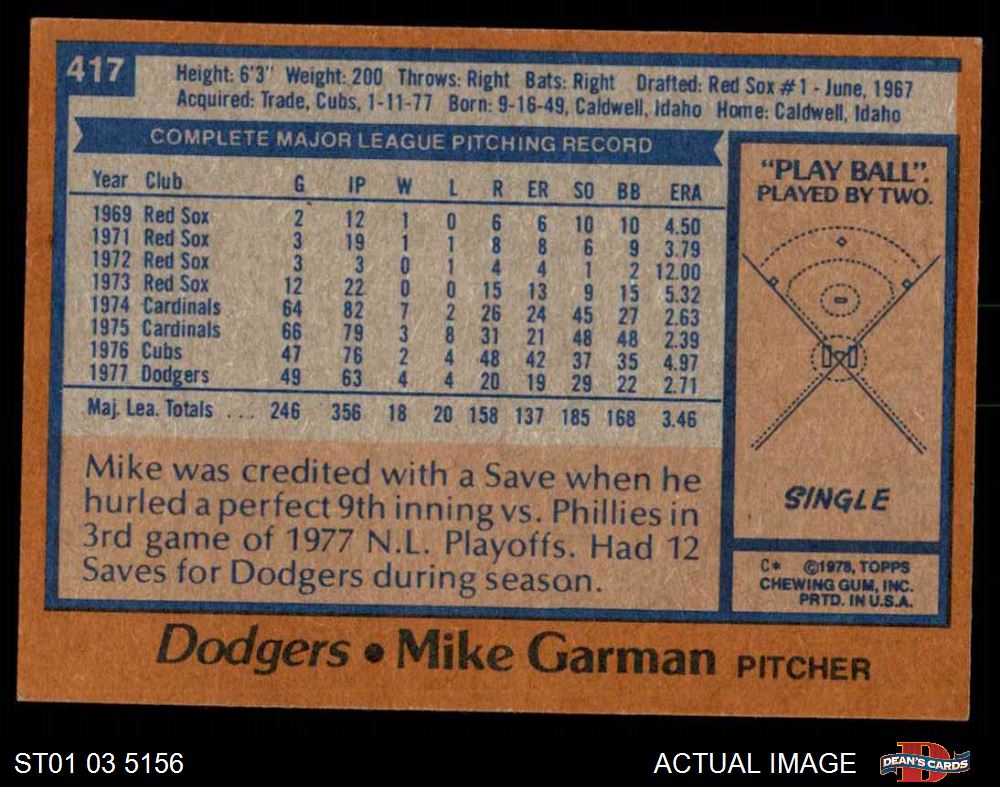 417
Height: 6'3" Weight: 200 Throws: Right Bats: Right Drafted: Red Sox #1 - June, 1967
Acquired: Trade, Cubs, 1-11-77 Born: 9-16-49, Caldwell, Idaho Home: Caldwell, Idaho
COMPLETE MAJOR LEAGUE PITCHING RECORD
Year Club G IP W L R ER SO BB ERA
1969 Red Sox 2 12 1 0 6 6 10 10 4.50
1971 Red Sox 3 19 1 1 8 8 6 9 3.79
1972 Red Sox 3 3 0 1 4 4 1 2 12.00
1973 Red Sox 12 22 0 0 15 13 9 15 5.32
1974 Cardinals 64 82 7 2 26 24 45 27 2.63
1975 Cardinals 66 79 3 8 31 21 48 48 2.39
1976 Cubs 47 76 2 4 48 42 37 35 4.97
1977 Dodgers 49 63 4 4 20 19 29 22 2.71
Maj. Lea. Totals .... 246 356 18 20 158 137 185 168 3.46
Mike was credited with a Save when he
hurled a perfect 9th inning vs. Phillies in
3rd game of 1977 N.L. Playoffs. Had 12
Saves for Dodgers during season.
"PLAY BALL".
PLAYED BY TWO.
SINGLE
C* ©1978, TOPPS
CHEWING GUM, INC.
PRTD. IN U.S.A.
Dodgers • Mike Garman PITCHER
ST01 03 5156
ACTUAL IMAGE
DEAN'S CARDS